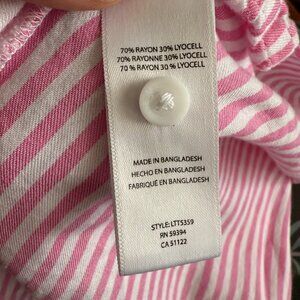 70% RAYON 30% LYOCELL
70% RAYONNE 30% LYOCELL
70 % RAYON 30 % LYOCELL
MADE IN BANGLADESH
HECHO EN BANGLADESH
FABRIQUÉ EN BANGLADESH
STYLE: LTT5359
RN 59394
CA 51122